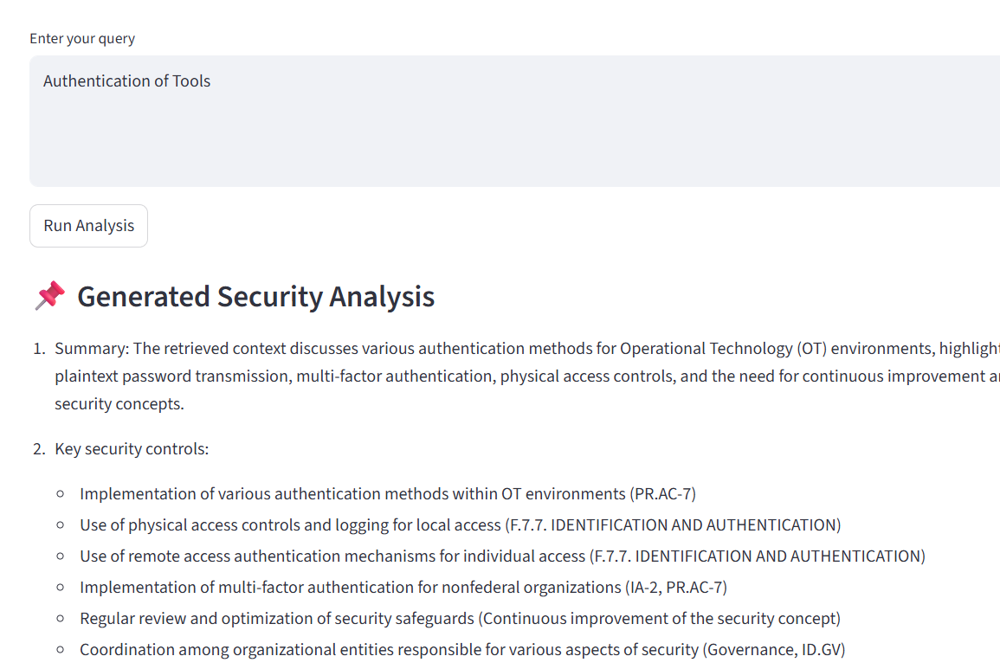 Enter your query
Authentication of Tools
Run Analysis
Generated Security Analysis
1. Summary: The retrieved context discusses various authentication methods for Operational Technology (OT) environments,
plaintext password transmission, multi-factor authentication, physical access controls, and the need for continuous improvement
security concepts.
2. Key security controls:
Implementation of various authentication methods within OT environments (PR.AC-7)
Use of physical access controls and logging for local access (F.7.7. IDENTIFICATION AND AUTHENTICATION)
Use of remote access authentication mechanisms for individual access (F.7.7. IDENTIFICATION AND AUTHENTICATION)
Implementation of multi-factor authentication for nonfederal organizations (IA-2, PR.AC-7)
Regular review and optimization of security safeguards (Continuous improvement of the security concept)
Coordination among organizational entities responsible for various aspects of security (Governance, ID.GV)